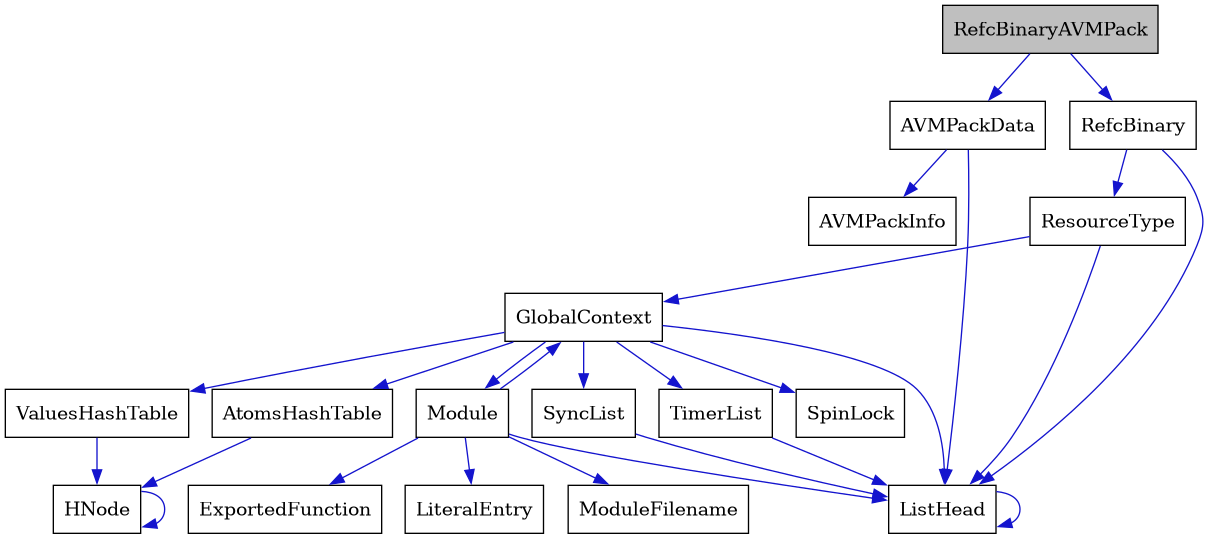 RefcBinaryAVMPack
AVMPackData
RefcBinary
AVMPackInfo
ResourceType
GlobalContext
ValuesHashTable
AtomsHashTable
Module
SyncList
TimerList
SpinLock
HNode
ExportedFunction
LiteralEntry
ModuleFilename
ListHead